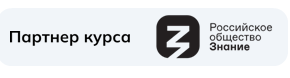 Партнер курса
Российское
общество
Знание